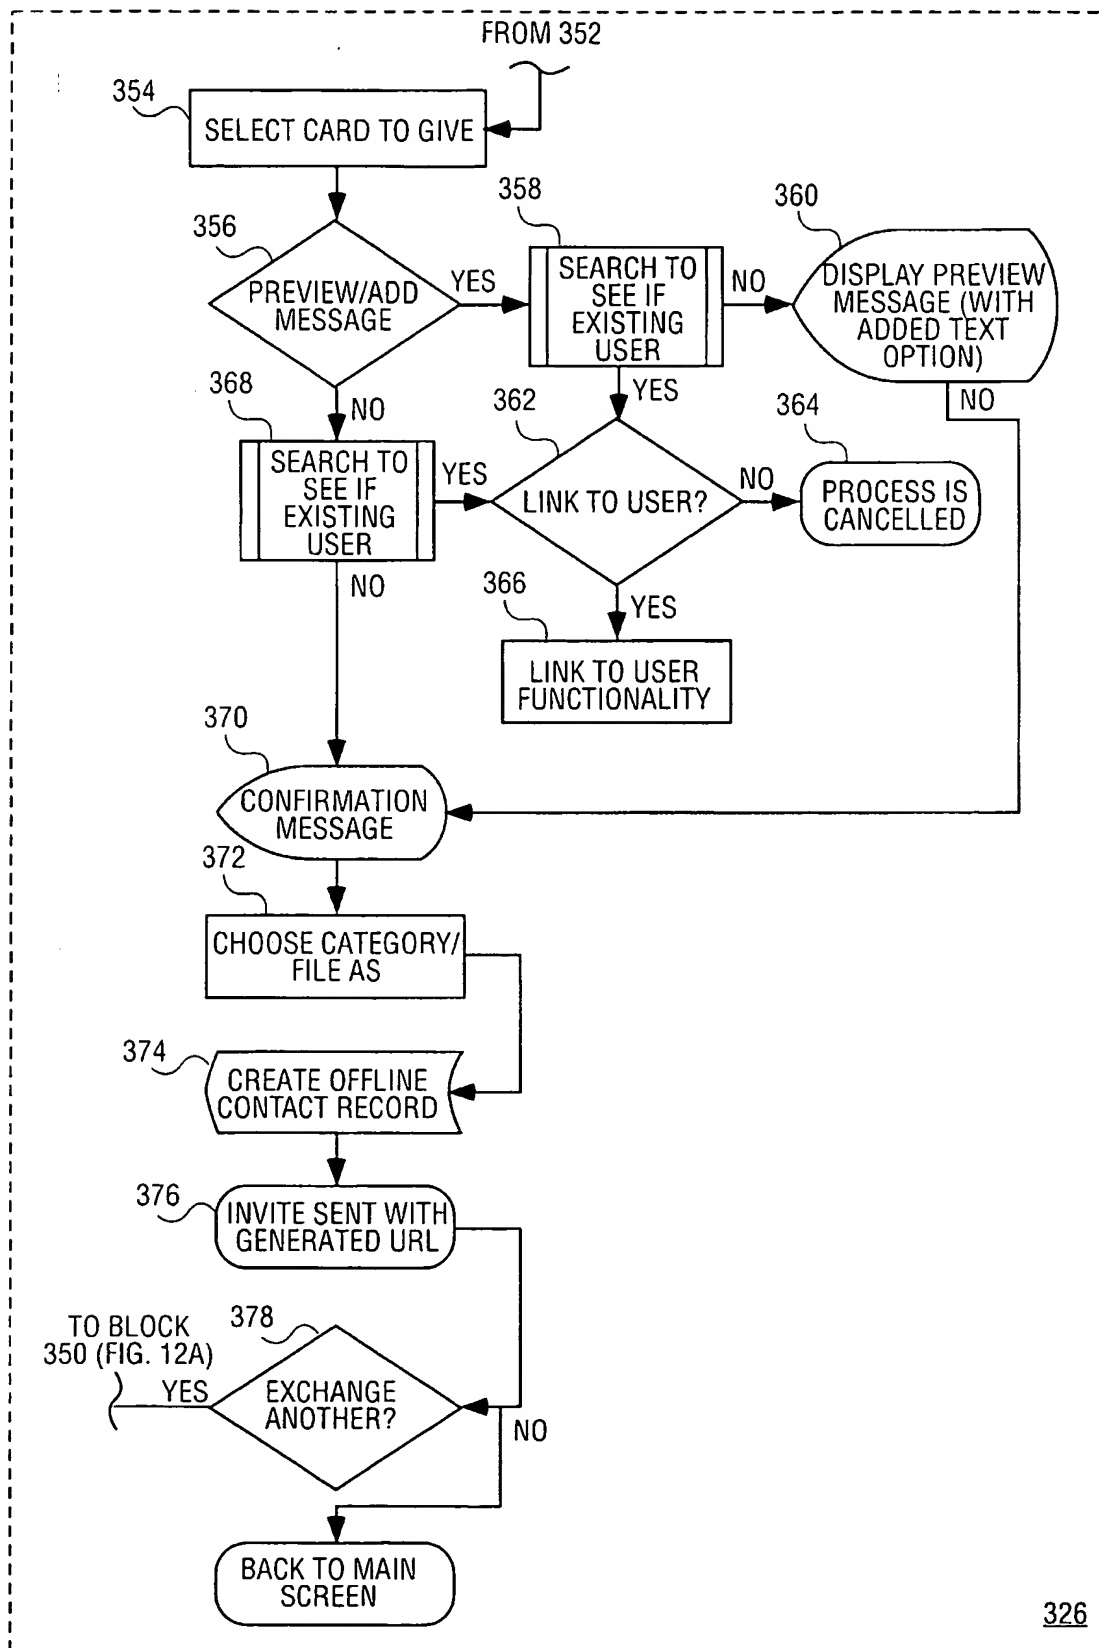 FROM 352
354
SELECT CARD TO GIVE
356
PREVIEW/ADD
MESSAGE
YES
358
SEARCH TO
SEE IF
EXISTING
USER
NO
360
DISPLAY PREVIEW
MESSAGE (WITH
ADDED TEXT
OPTION)
NO
YES
NO
368
SEARCH TO
SEE IF
EXISTING
USER
YES
362
LINK TO USER?
NO
364
PROCESS IS
CANCELLED
NO
YES
366
LINK TO USER
FUNCTIONALITY
370
CONFIRMATION
MESSAGE
372
CHOOSE CATEGORY/
FILE AS
374
CREATE OFFLINE
CONTACT RECORD
376
INVITE SENT WITH
GENERATED URL
378
EXCHANGE
ANOTHER?
TO BLOCK
350 (FIG. 12A)
YES
NO
BACK TO MAIN
SCREEN
326